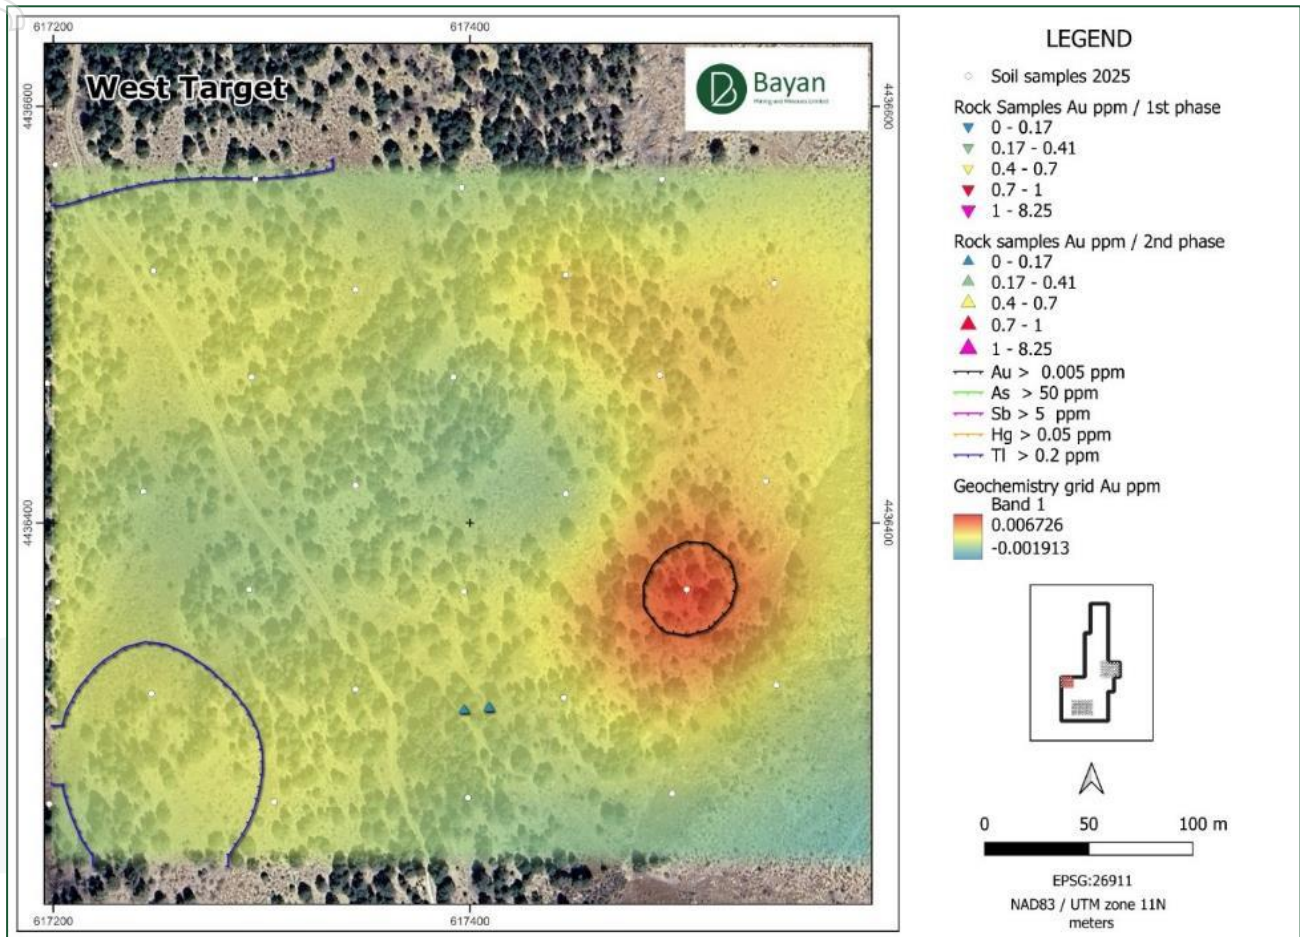 617200
617400
West Target
Bayan
Mining and Minerals Limited
4436600
4436600
4436400
4436400
617200
617400
LEGEND
Soil samples 2025
Rock Samples Au ppm / 1st phase
0 - 0.17
0.17 - 0.41
0.4 - 0.7
0.7 - 1
1 - 8.25
Rock samples Au ppm / 2nd phase
0 - 0.17
0.17 - 0.41
0.4 - 0.7
0.7 - 1
1 - 8.25
Au > 0.005 ppm
As > 50 ppm
Sb > 5 ppm
Hg > 0.05 ppm
Tl > 0.2 ppm
Geochemistry grid Au ppm
Band 1
0.006726
-0.001913
0 50 100 m
EPSG:26911
NAD83 / UTM zone 11N
meters